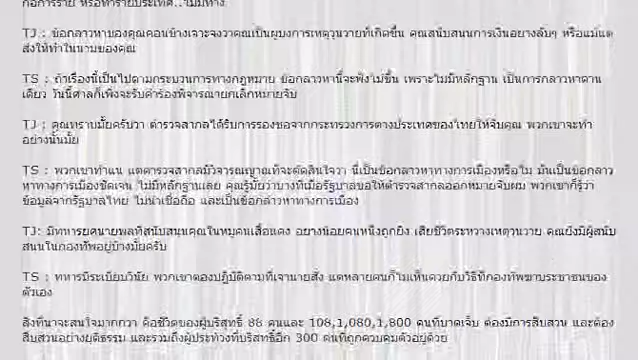 ก่อการร้าย หรือทำร้ายประเทศ..ไม่มีทาง
TJ : ข้อกล่าวหาของคุณค่อนข้างเจาะจงว่าคุณเป็นผู้บงการเหตุวุ่นวายที่เกิดขึ้น คุณสนับสนุนการเงินอย่างลับๆ หรือแม้แต่
สั่งให้ทำในนามของคุณ
TS : ถ้าเรื่องนี้เป็นไปตามกระบวนการทางกฎหมาย ข้อกล่าวหานี้จะฟังไม่ขึ้น เพราะไม่มีหลักฐาน เป็นการกล่าวหาด้าน
เดียว วันนี้ศาลก็เพิ่งจะรับคำร้องพิจารณายกเลิกหมายจับ
TJ : คุณทราบมั้ยครับว่า ตำรวจสากลได้รับการร้องขอจากกระทรวงการต่างประเทศของไทยให้จับคุณ พวกเขาจะทำ
อย่างนั้นมั้ย
TS : พวกเขาทำแน่ แต่ตำรวจสากลมีวิจารณญาณที่จะตัดสินใจว่า นี่เป็นข้อกล่าวหาทางการเมืองหรือไม่ มันเป็นข้อกล่าว
หาทางการเมืองชัดเจน ไม่มีหลักฐานเลย คุณรู้มั้ยว่าบางทีเมื่อรัฐบาลขอให้ตำรวจสากลออกหมายจับผม พวกเขาก็รู้ว่า
ข้อมูลจากรัฐบาลไทย ไม่น่าเชื่อถือ และเป็นข้อกล่าวหาทางการเมือง
TJ: มีทหารยศนายพลที่สนับสนุนคุณในหมู่คนเสื้อแดง อย่างน้อยคนหนึ่งถูกยิง เสียชีวิตระหว่างเหตุวุ่นวาย คุณยังมีผู้สนับ
สนุนในกองทัพอยู่บ้างมั้ยครับ
TS : ทหารมีระเบียบวินัย พวกเขาต้องปฏิบัติตามที่เจ้านายสั่ง แต่หลายคนก็ไม่เห็นด้วยกับวิธีที่กองทัพฆ่าประชาชนของ
ตัวเอง
สิ่งที่น่าจะสนใจมากกว่า คือชีวิตของผู้บริสุทธิ์ 88 คนและ 108,1,080,1,800 คนที่บาดเจ็บ ต้องมีการสืบสวน และต้อง
สืบสวนอย่างยุติธรรม และรวมถึงผู้ประท้วงที่บริสุทธิ์อีก 300 คนที่ถูกควบคุมตัวอยู่ด้วย